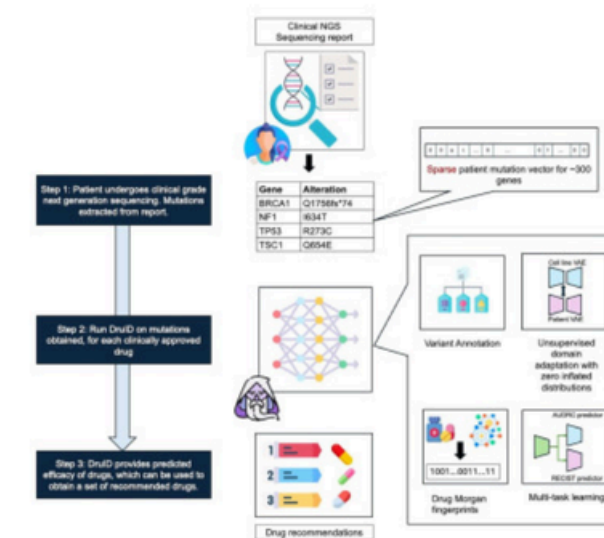 Clinical NGS
Sequencing report
Step 1: Patient undergoes clinical grade
next generation sequencing. Mutations
extracted from report.
Gene Alteration
BRCA1 Q1756fs*74
NF1 I634T
TP53 R273C
TSC1 Q654E
Sparse patient mutation vector for ~300
genes
Step 2: Run DruID on mutations
obtained, for each clinically approved
drug
Cell line VAE
Patient VAE
Variant Annotation
Unsupervised
domain
adaptation with
zero inflated
distributions
Step 3: DruID provides predicted
efficacy of drugs, which can be used to
obtain a set of recommended drugs.
1
2
3
Drug recommendations
1001...0011...11
Drug Morgan
fingerprints
AUDRC predictor
RECIST predictor
Multi-task learning